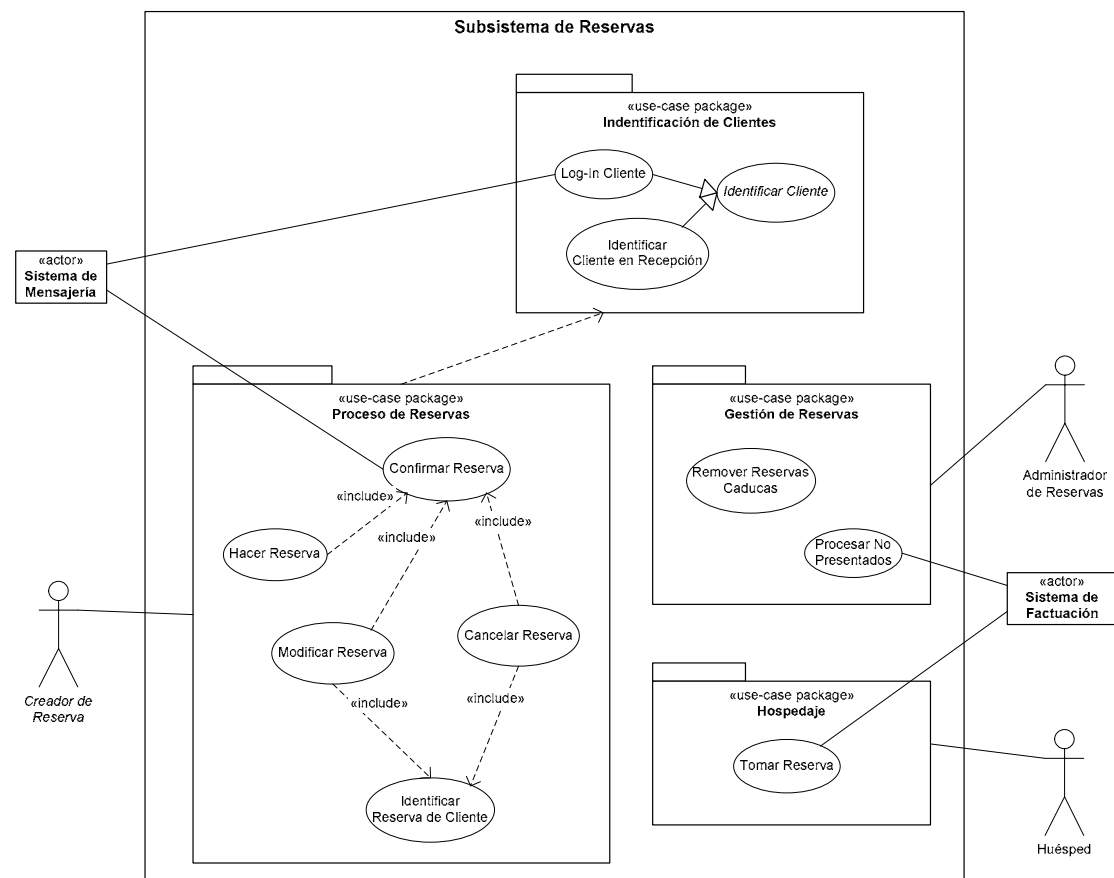 Subsistema de Reservas
«use-case package»
Indentificación de Clientes
Log-In Cliente
Identificar Cliente
Identificar
Cliente en Recepción
«actor»
Sistema de
Mensajería
«use-case package»
Proceso de Reservas
Confirmar Reserva
«include»
«include»
«include»
Hacer Reserva
Modificar Reserva
Cancelar Reserva
«include»
«include»
Identificar
Reserva de Cliente
Creador de
Reserva
«use-case package»
Gestión de Reservas
Remover Reservas
Caducas
Procesar No
Presentados
Administrador
de Reservas
«actor»
Sistema de
Factuación
«use-case package»
Hospedaje
Tomar Reserva
Huésped